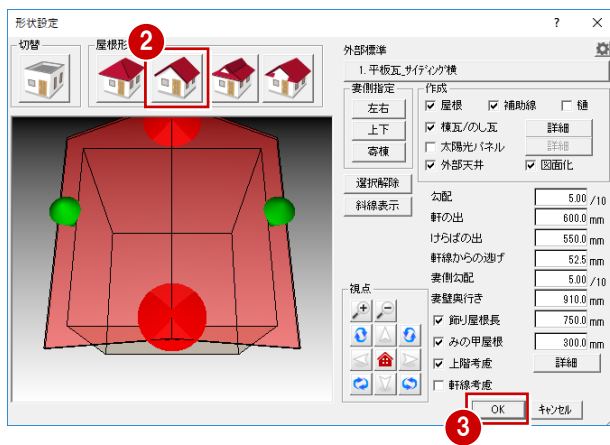 形状設定
? ×
切替
屋根形
2
外部標準
1. 平板瓦_サイディング横
妻側指定
左右
上下
寄棟
選択解除
斜線表示
作成
屋根 補助線 樋
棟瓦/のし瓦 詳細
太陽光パネル 詳細
外部天井 図面化
勾配 5.00 /10
軒の出 600.0 mm
けらばの出 550.0 mm
軒線からの逃げ 52.5 mm
妻側勾配 5.00 /10
妻壁奥行き 910.0 mm
飾り屋根長 750.0 mm
みの甲屋根 300.0 mm
上階考慮 詳細
軒線考慮
視点
3
OK キャンセル